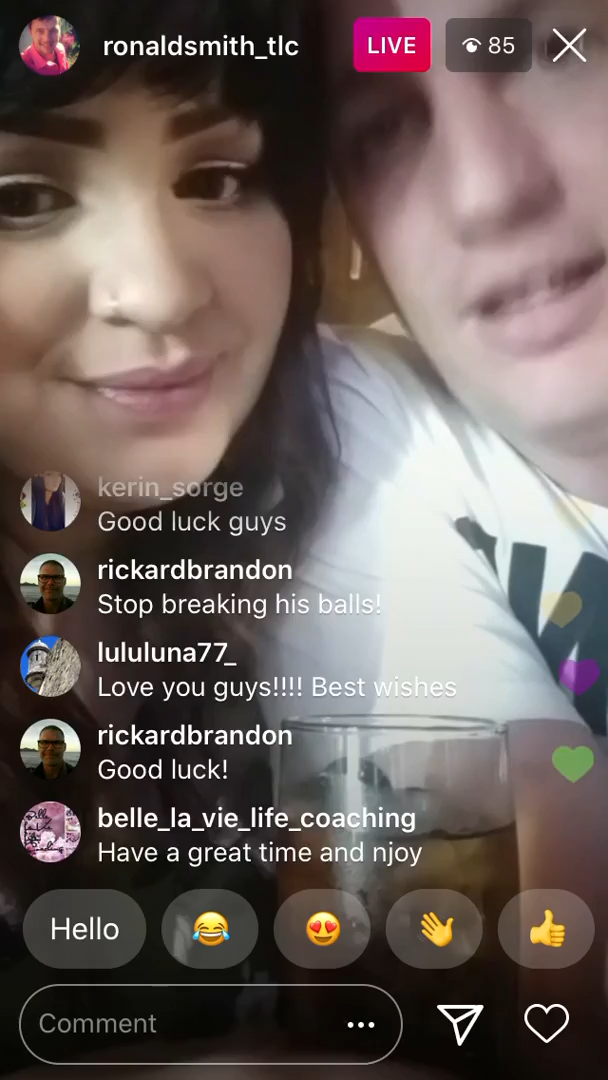 ronaldsmith_tlc
LIVE
85
kerin_sorge
Good luck guys
rickardbrandon
Stop breaking his balls!
lululuna77_
Love you guys!!!! Best wishes
rickardbrandon
Good luck!
belle_la_vie_life_coaching
Have a great time and njoy
Hello
Comment